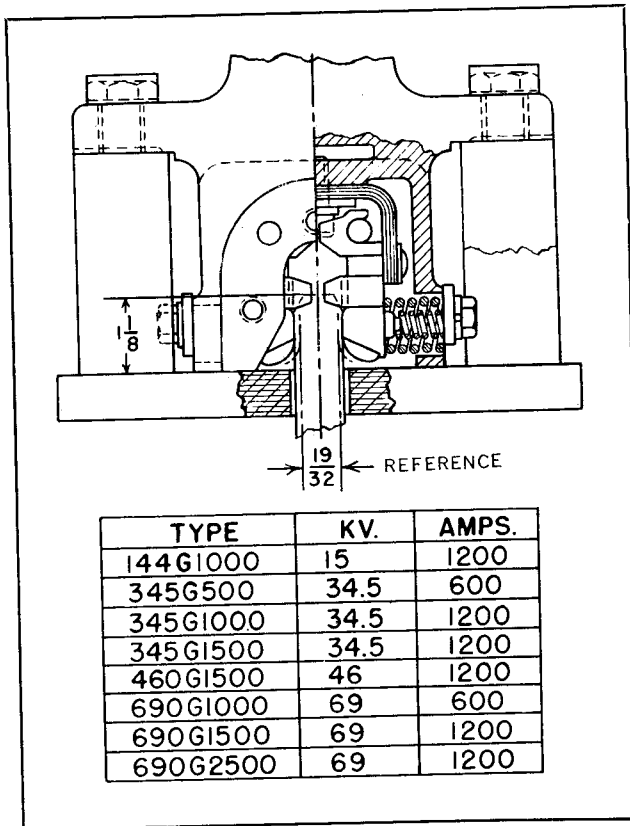 1 1/8
19/32 REFERENCE
TYPE KV. AMPS.
144G1000 15 1200
345G500 34.5 600
345G1000 34.5 1200
345G1500 34.5 1200
460G1500 46 1200
690G1000 69 600
690G1500 69 1200
690G2500 69 1200